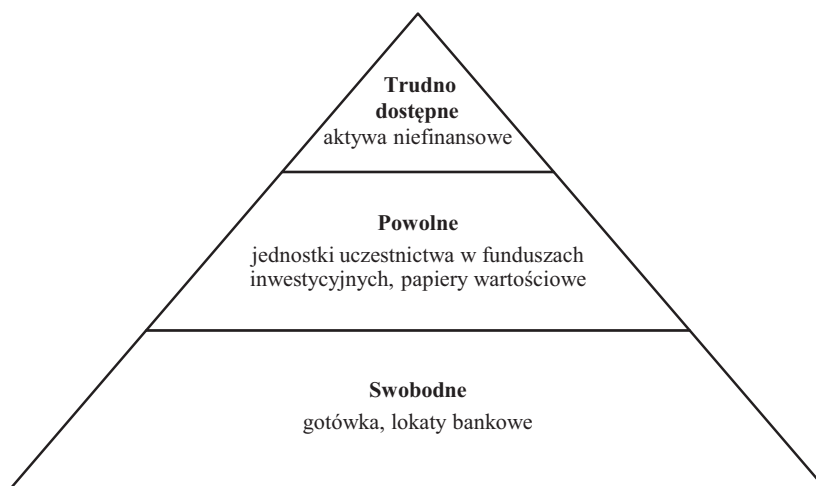 Trudno
dostępne
aktywa niefinansowe
Powolne
jednostki uczestnictwa w funduszach
inwestycyjnych, papiery wartościowe
Swobodne
gotówka, lokaty bankowe